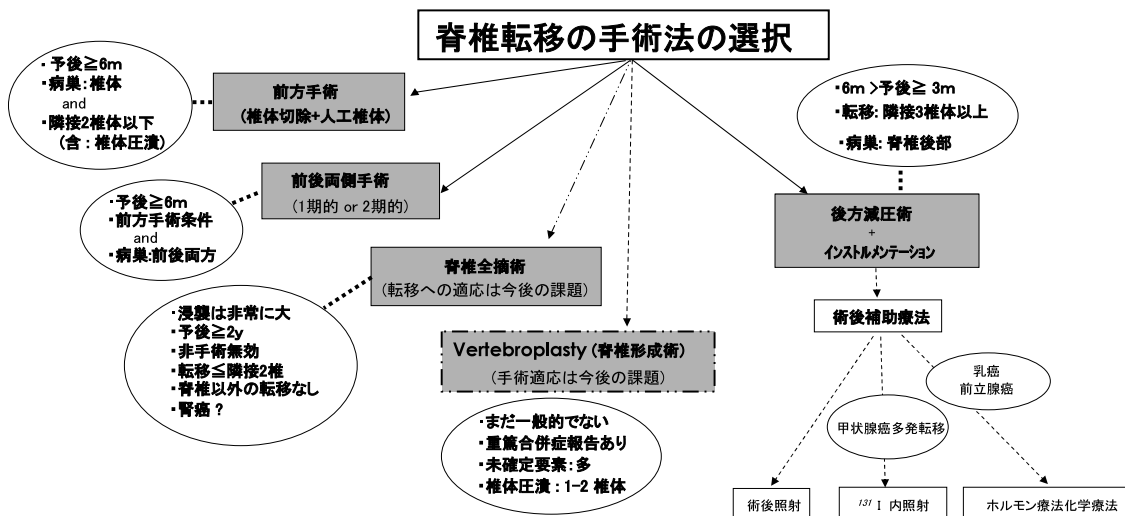 脊椎転移の手術法の選択
・予後≧6m
・病巣：椎体
and
・隣接2椎体以下
(含：椎体圧潰)
前方手術
(椎体切除+人工椎体)
・予後≧6m
・前方手術条件
and
・病巣:前後両方
前後両側手術
(1期的 or 2期的)
脊椎全摘術
(転移への適応は今後の課題)
・浸襲は非常に大
・予後≧2y
・非手術無効
・転移≦隣接2椎
・脊椎以外の転移なし
・腎癌 ?
Vertebroplasty (脊椎形成術)
(手術適応は今後の課題)
・まだ一般的でない
・重篤合併症報告あり
・未確定要素：多
・椎体圧潰：1-2 椎体
・6m >予後≧ 3m
・転移: 隣接3椎体以上
・病巣: 脊椎後部
後方減圧術
+
インストルメンテーション
術後補助療法
乳癌
前立腺癌
甲状腺癌多発転移
術後照射
131 I 内照射
ホルモン療法化学療法